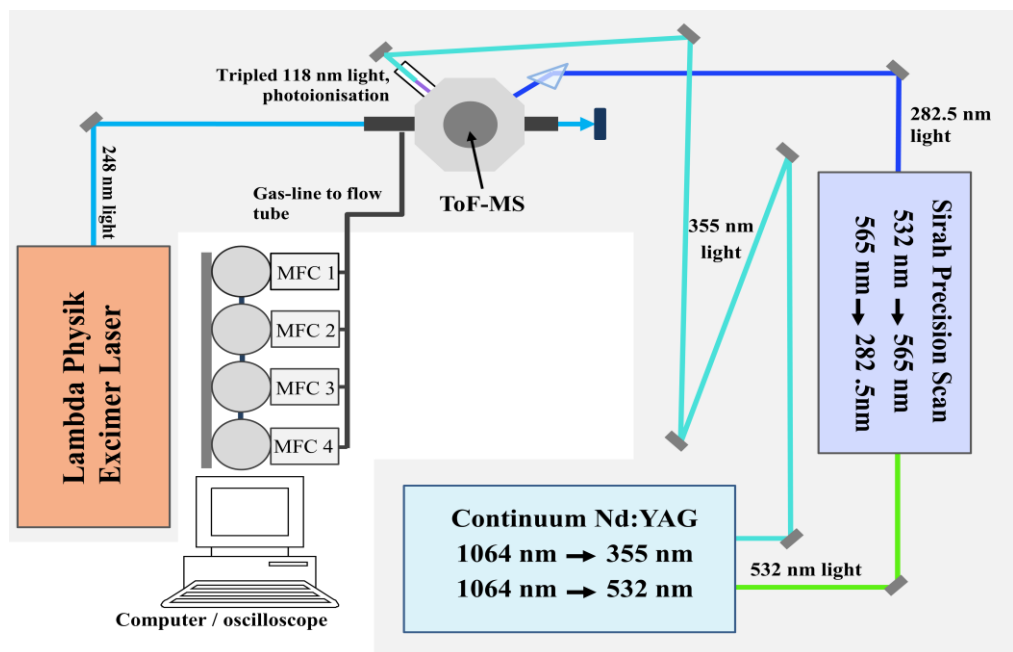 Tripled 118 nm light,
photoionisation
282.5 nm
light
248 nm light
Gas-line to flow
tube
ToF-MS
355 nm
light
Sirah Precision Scan
532 nm → 565 nm
565 nm → 282 .5nm
Lambda Physik
Excimer Laser
MFC 1
MFC 2
MFC 3
MFC 4
Continuum Nd:YAG
1064 nm → 355 nm
1064 nm → 532 nm
532 nm light
Computer / oscilloscope